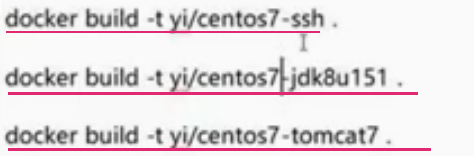 docker build -t yi/centos7-ssh .
docker build -t yi/centos7-jdk8u151 .
docker build -t yi/centos7-tomcat7 .